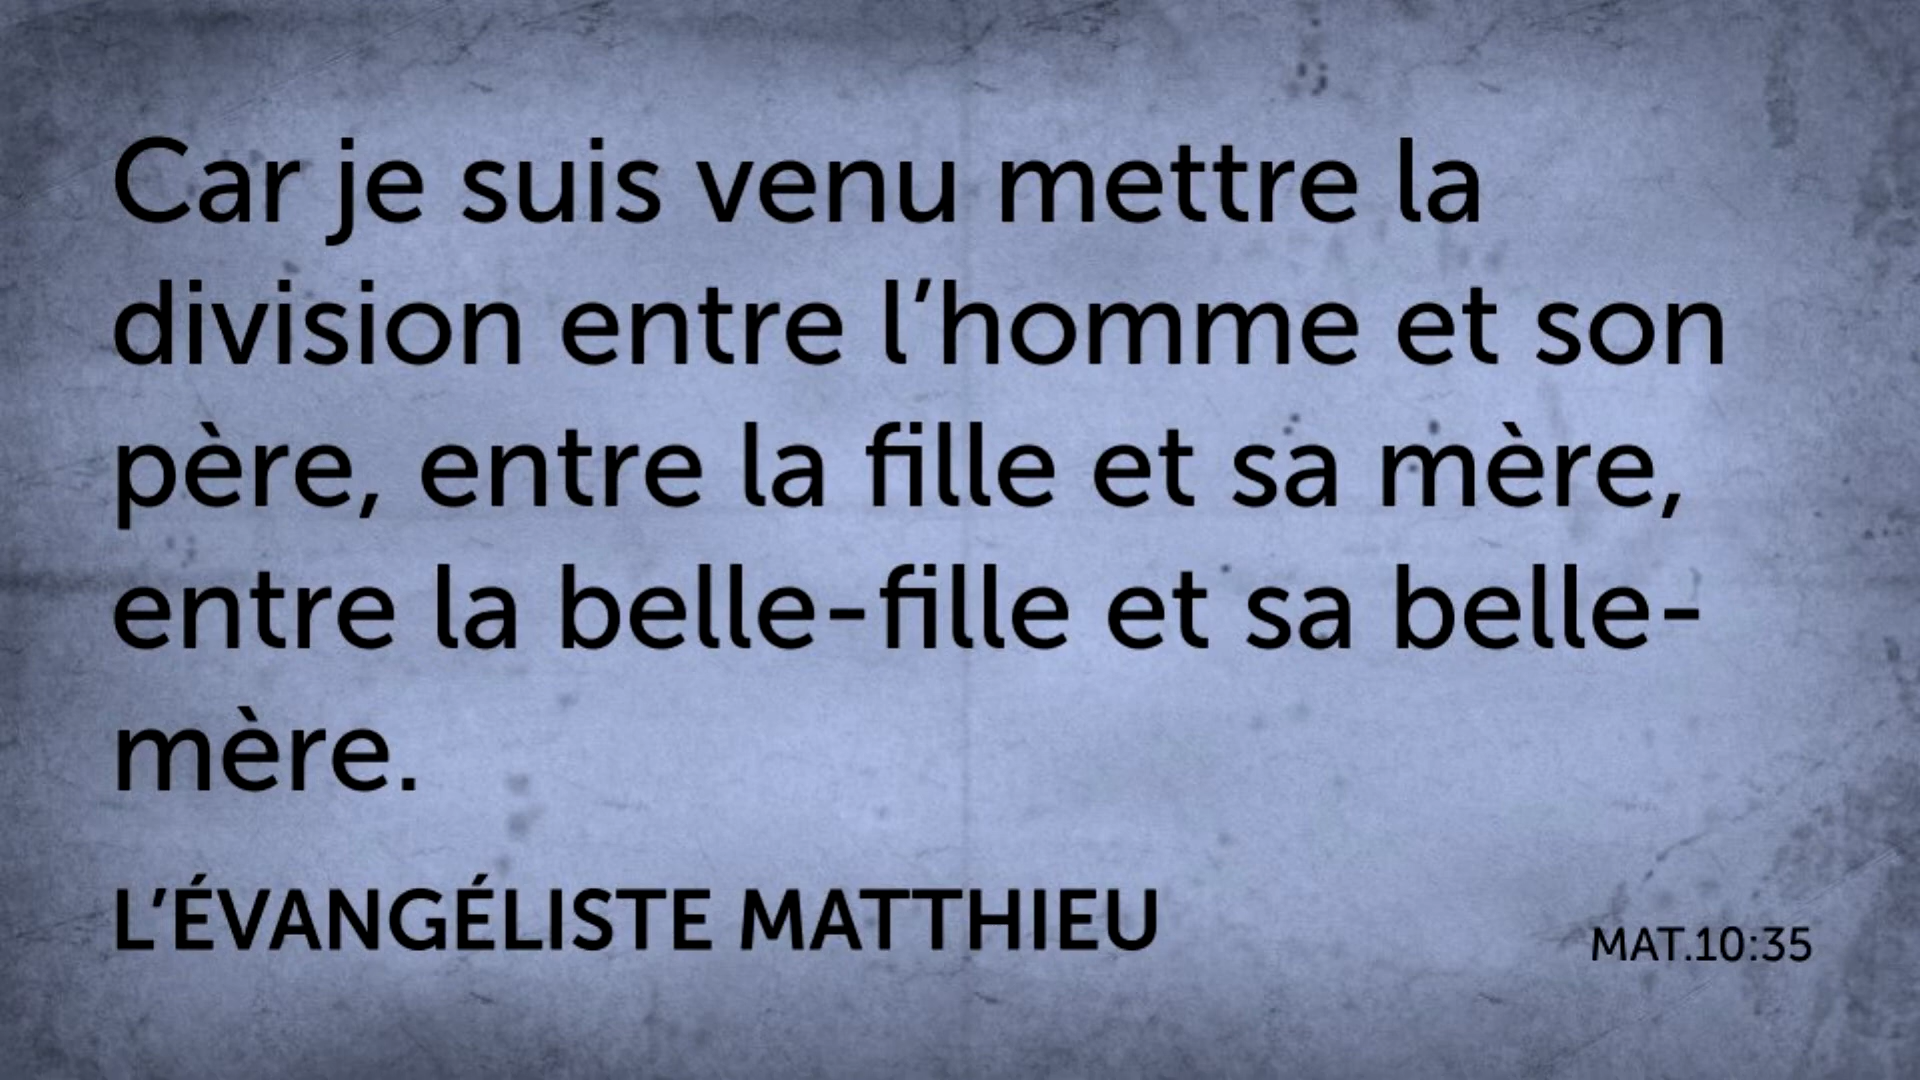 Car je suis venu mettre la
division entre l’homme et son
père, entre la fille et sa mère,
entre la belle-fille et sa belle-
mère.
L’ÉVANGÉLISTE MATTHIEU
MAT.10:35